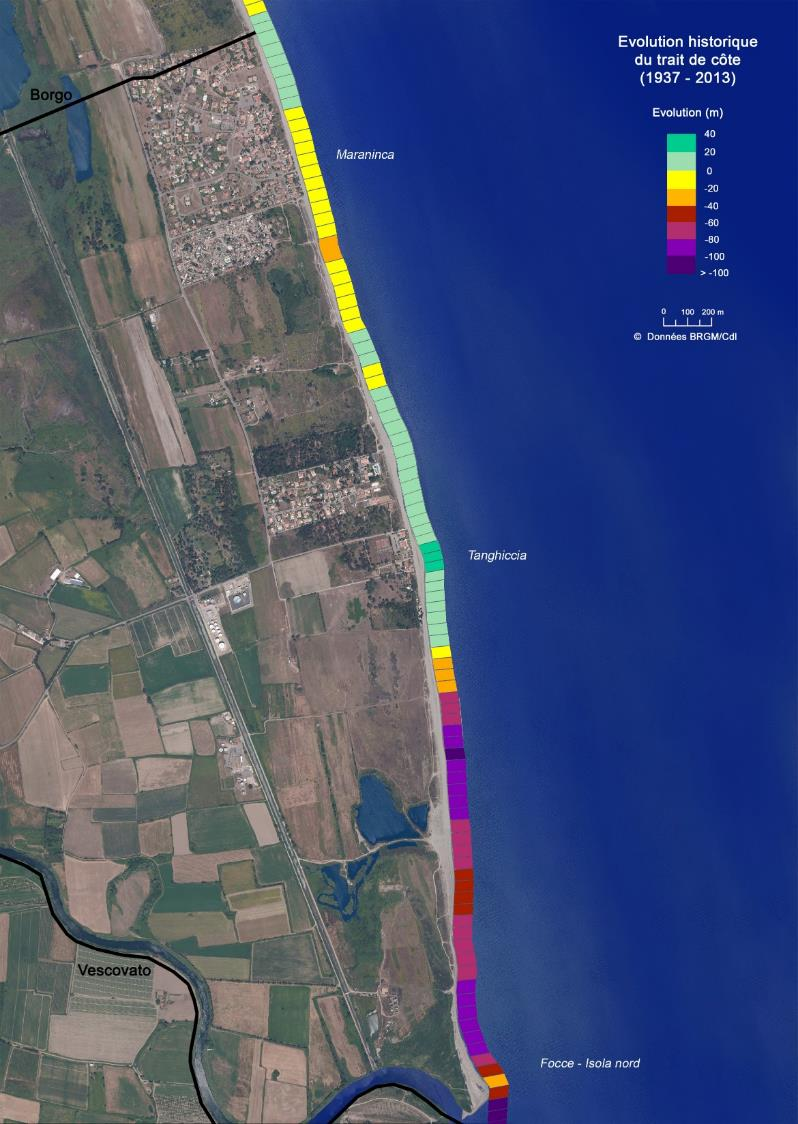 Evolution historique
du trait de côte
(1937 - 2013)
Borgo
Evolution (m)
40
20
0
-20
-40
-60
-80
-100
> -100
Maraninca
0 100 200 m
© Données BRGM/CdI
Tanghiccia
Vescovato
Focce - Isola nord